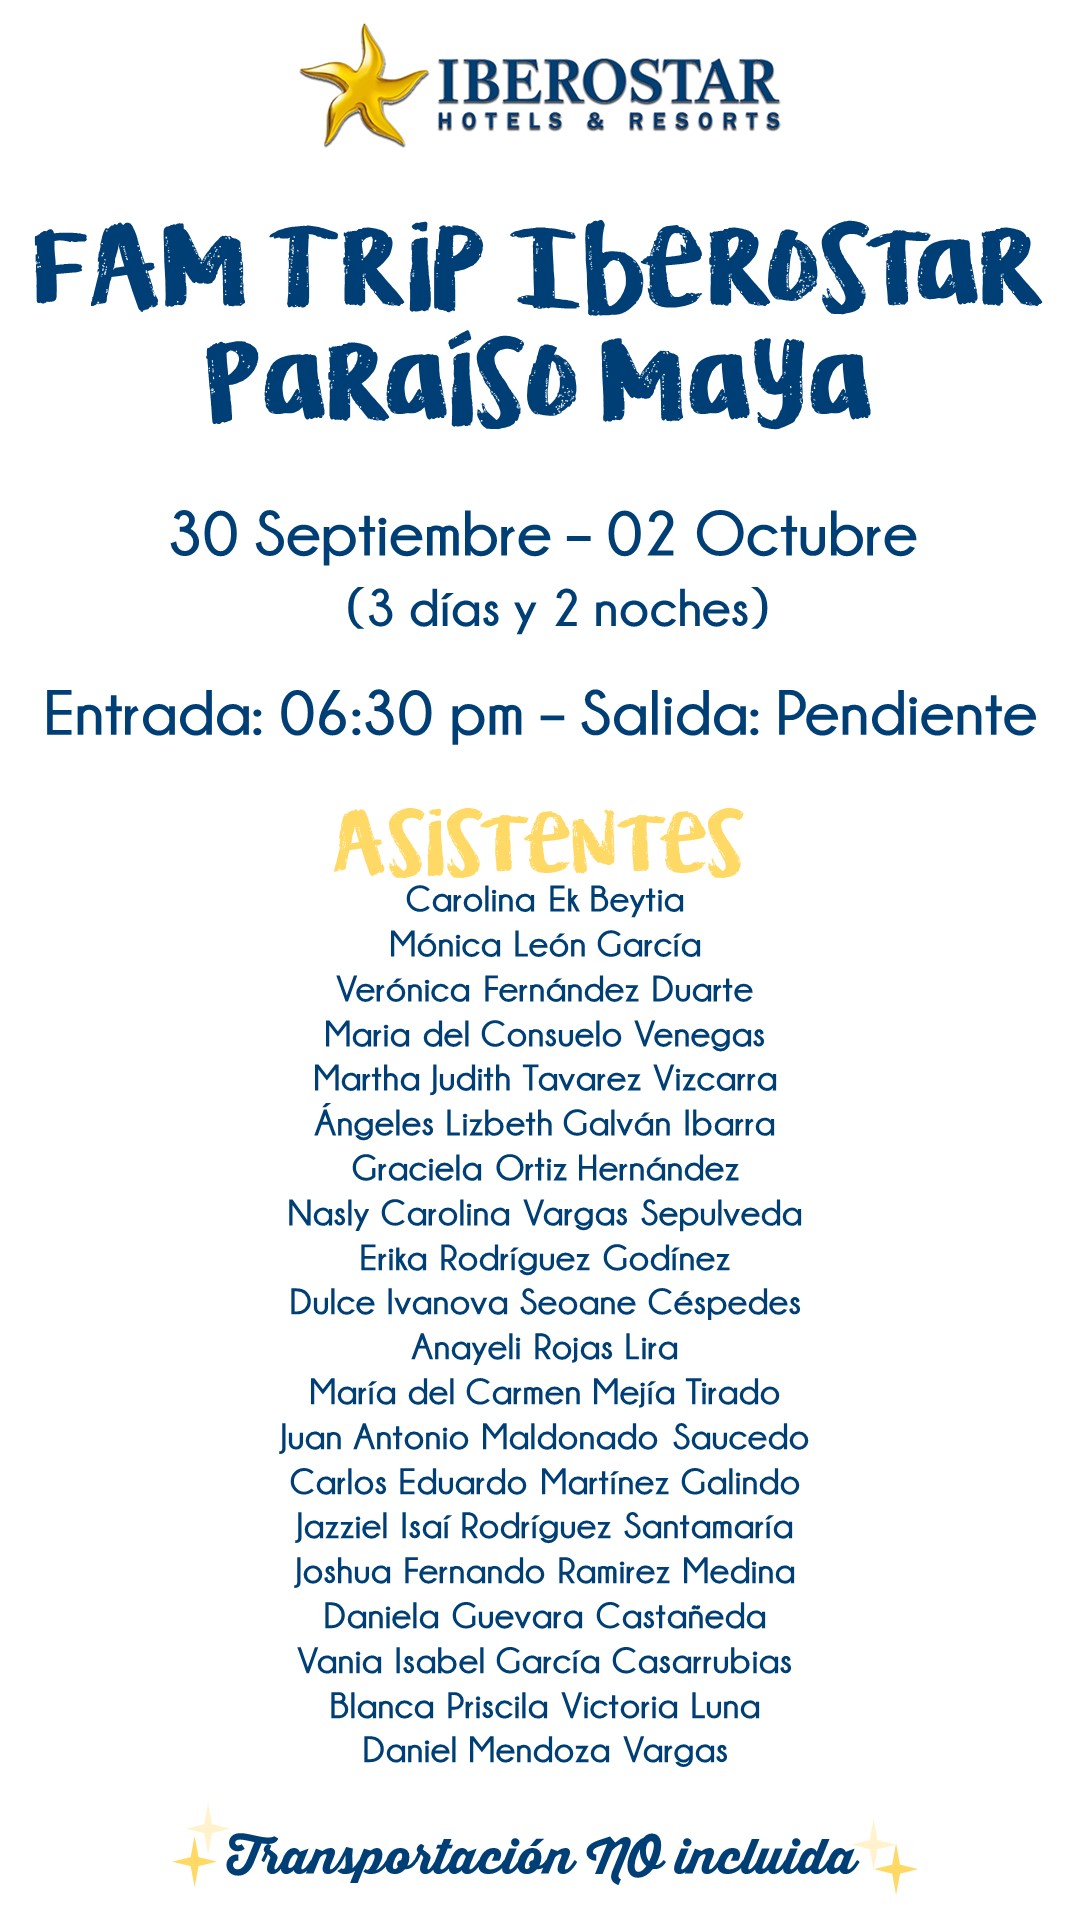 IBEROSTAR
HOTELS & RESORTS
FAM TRiP IbeROSTaR
PaRaíSO Maya
30 Septiembre – 02 Octubre
(3 días y 2 noches)
Entrada: 06:30 pm – Salida: Pendiente
ASiSTeNTeS
Carolina Ek Beytia
Mónica León García
Verónica Fernández Duarte
Maria del Consuelo Venegas
Martha Judith Tavarez Vizcarra
Ángeles Lizbeth Galván Ibarra
Graciela Ortiz Hernández
Nasly Carolina Vargas Sepulveda
Erika Rodríguez Godínez
Dulce Ivanova Seoane Céspedes
Anayeli Rojas Lira
María del Carmen Mejía Tirado
Juan Antonio Maldonado Saucedo
Carlos Eduardo Martínez Galindo
Jazziel Isaí Rodríguez Santamaría
Joshua Fernando Ramirez Medina
Daniela Guevara Castañeda
Vania Isabel García Casarrubias
Blanca Priscila Victoria Luna
Daniel Mendoza Vargas
Transportación NO incluida